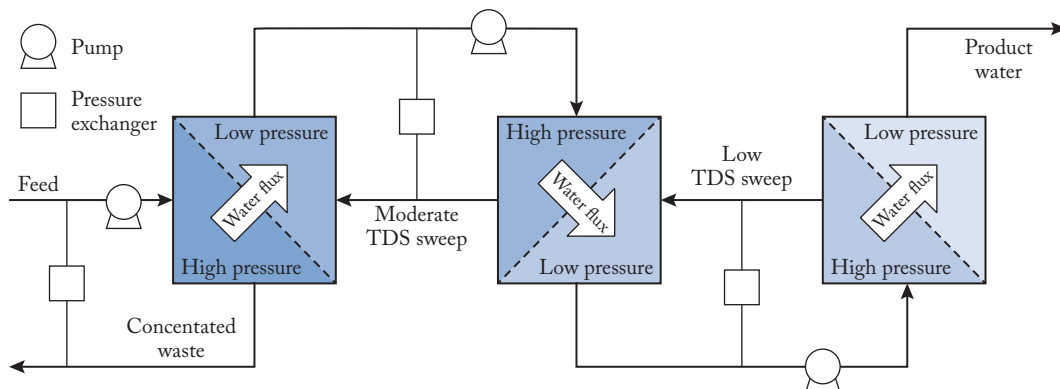 Pump
Pressure
exchanger
Feed
Low pressure
Water flux
High pressure
Concentated
waste
Moderate
TDS sweep
High pressure
Water flux
Low pressure
Low
TDS sweep
Low pressure
Water flux
High pressure
Product
water